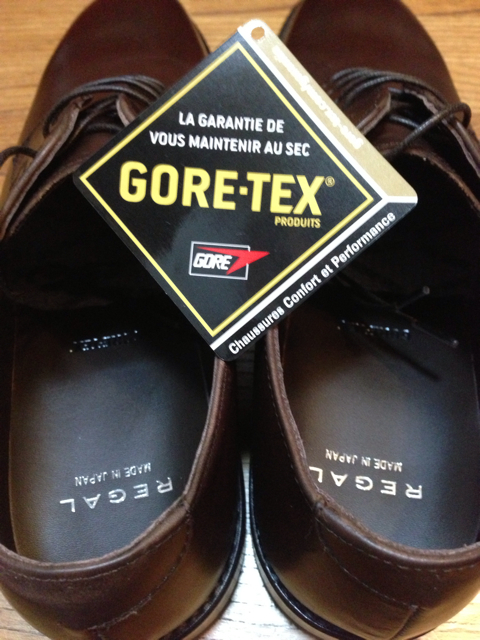 LA GARANTIE DE
VOUS MAINTENIR AU SEC
GORE-TEX®
PRODUITS
GORE
Chaussures Confort et Performance
REGAL
MADE IN JAPAN
REGAL
MADE IN JAPAN